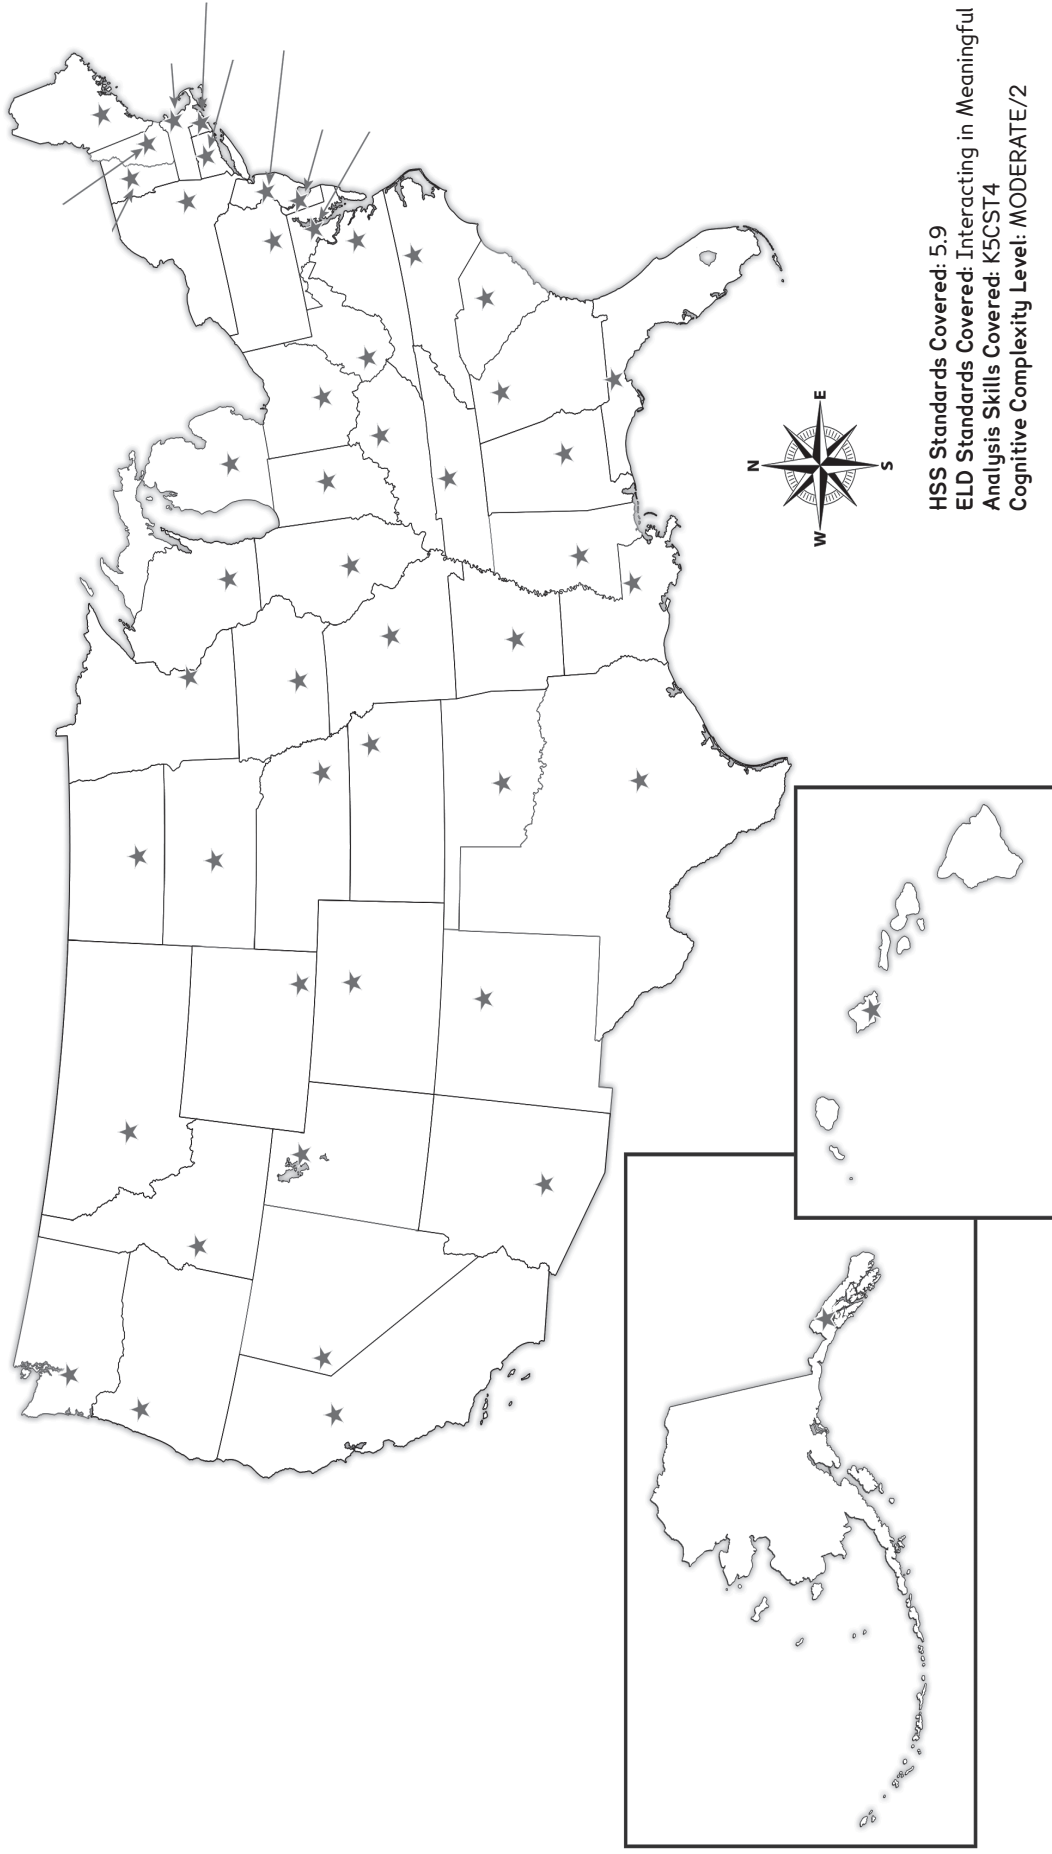 HSS Standards Covered: 5.9
ELD Standards Covered: Interacting in Meaningful
Analysis Skills Covered: K5CST4
Cognitive Complexity Level: MODERATE/2
N
E
S
W